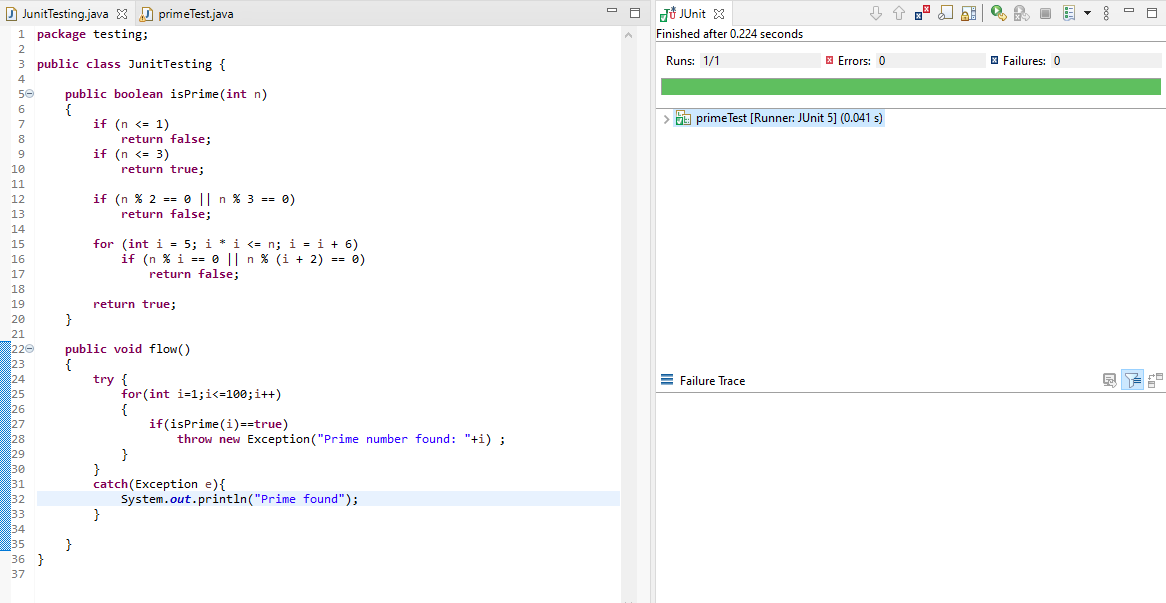 JunitTesting.java
primeTest.java
1 package testing;
2
3 public class JunitTesting {
4
5     public boolean isPrime(int n)
6     {
7         if (n <= 1)
8             return false;
9         if (n <= 3)
10             return true;
11
12         if (n % 2 == 0 || n % 3 == 0)
13             return false;
14
15         for (int i = 5; i * i <= n; i = i + 6)
16             if (n % i == 0 || n % (i + 2) == 0)
17                 return false;
18
19         return true;
20     }
21
22     public void flow()
23     {
24         try {
25             for(int i=1;i<=100;i++)
26             {
27                 if(isPrime(i)==true)
28                     throw new Exception("Prime number found: "+i) ;
29             }
30         }
31         catch(Exception e){
32             System.out.println("Prime found");
33         }
34
35     }
36 }
37
JUnit
Finished after 0.224 seconds
Runs: 1/1 Errors: 0 Failures: 0
primeTest [Runner: JUnit 5] (0.041 s)
Failure Trace